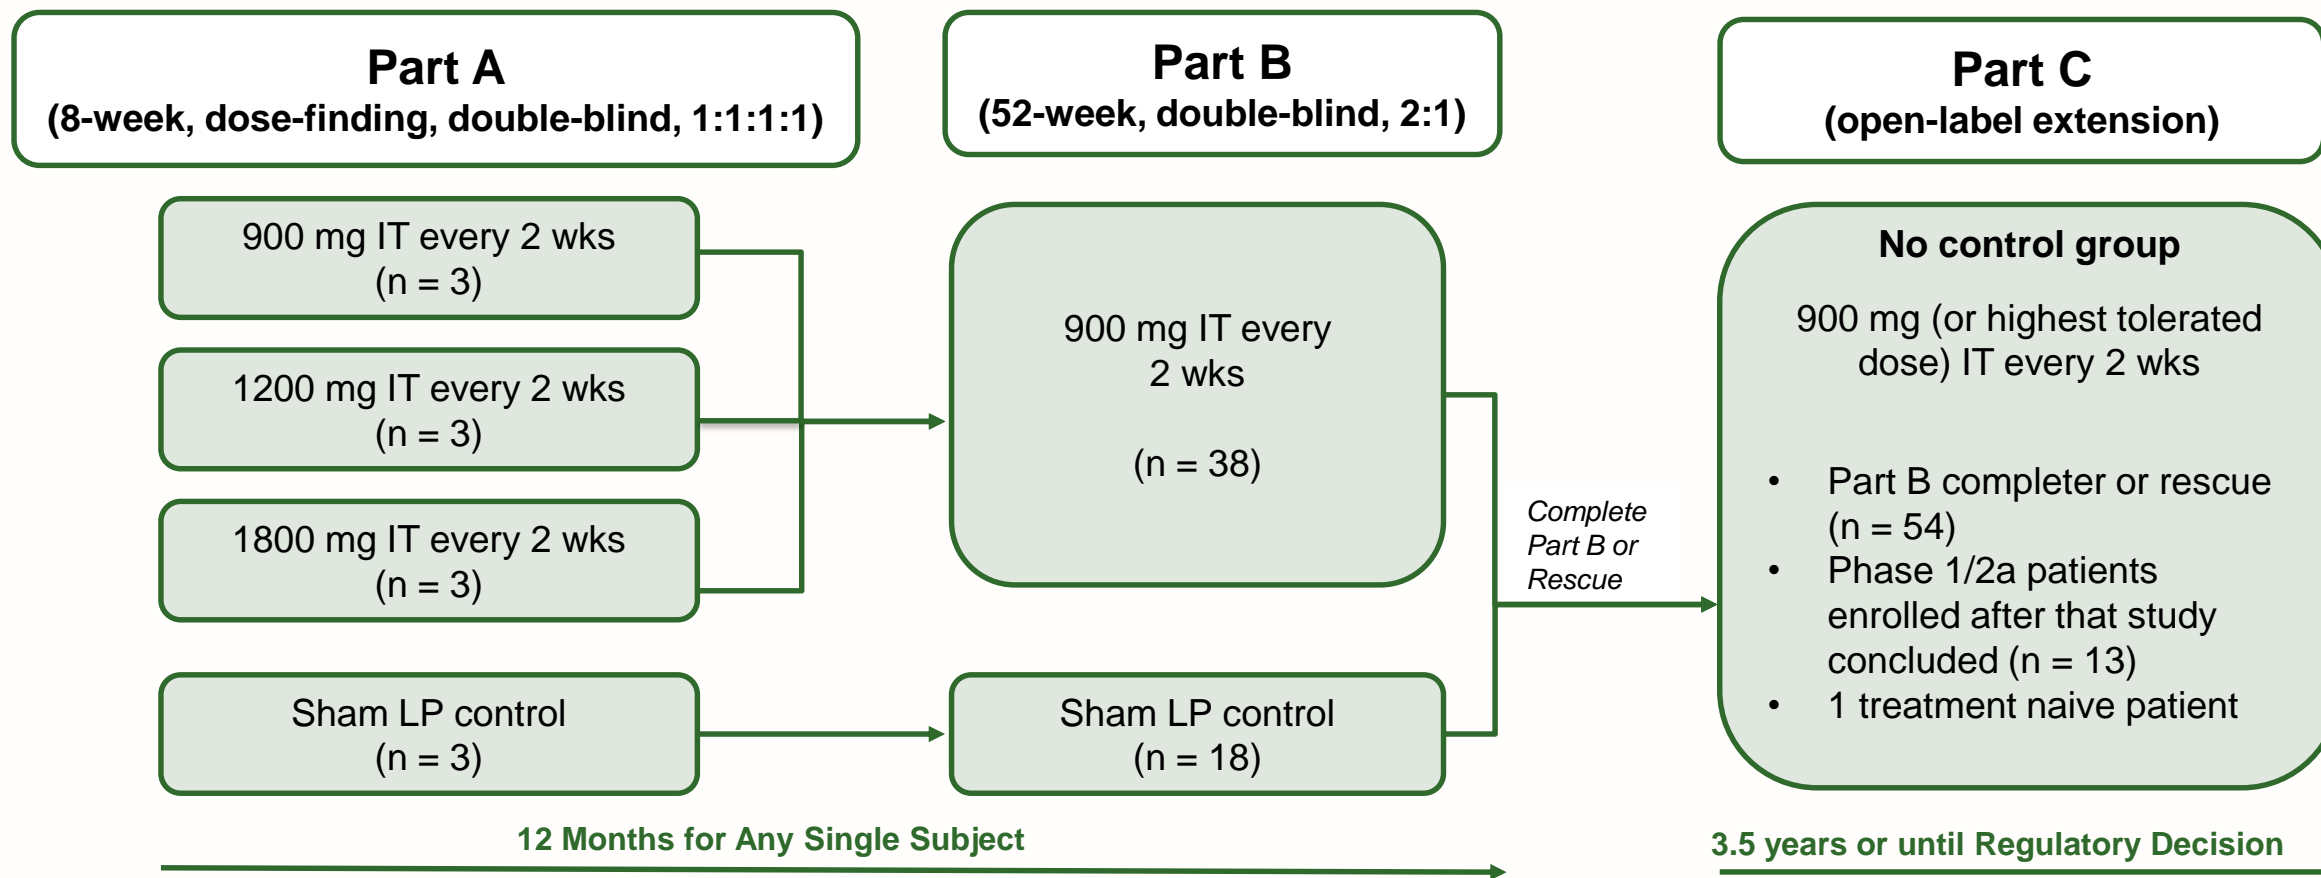 Part A
(8-week, dose-finding, double-blind, 1:1:1:1)
Part B
(52-week, double-blind, 2:1)
Part C
(open-label extension)
900 mg IT every 2 wks
(n = 3)
1200 mg IT every 2 wks
(n = 3)
1800 mg IT every 2 wks
(n = 3)
Sham LP control
(n = 3)
900 mg IT every
2 wks
(n = 38)
Sham LP control
(n = 18)
Complete
Part B or
Rescue
No control group
900 mg (or highest tolerated
dose) IT every 2 wks
• Part B completer or rescue
(n = 54)
• Phase 1/2a patients
enrolled after that study
concluded (n = 13)
• 1 treatment naive patient
12 Months for Any Single Subject
3.5 years or until Regulatory Decision